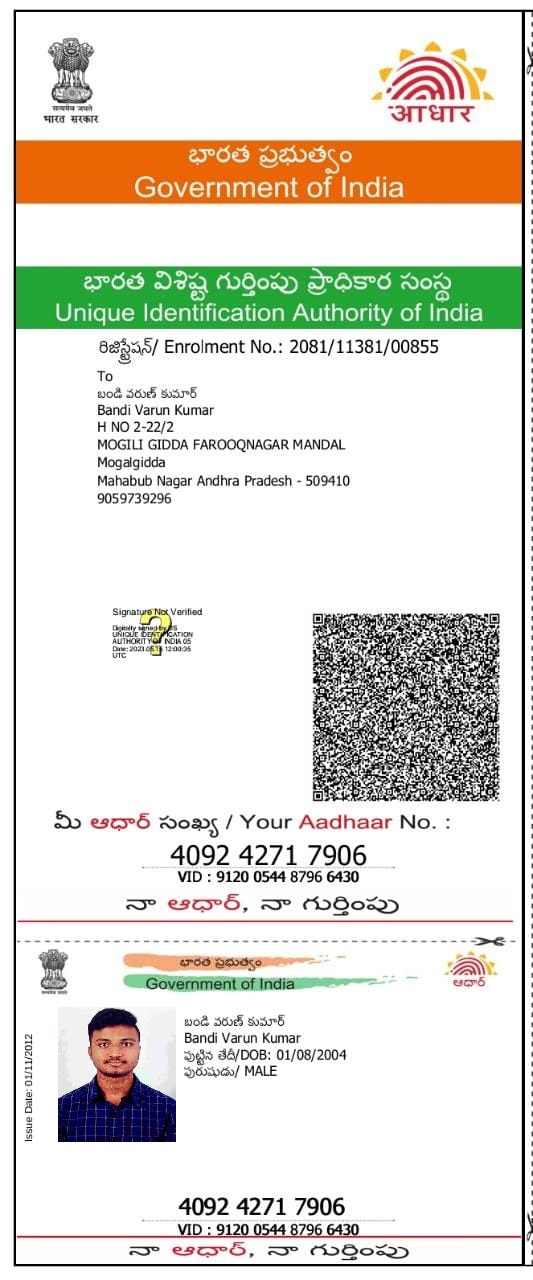 सत्यमेव जयते
भारत सरकार
आधार
భారత ప్రభుత్వం
Government of India
భారత విశిష్ట గుర్తింపు ప్రాధికార సంస్థ
Unique Identification Authority of India
రిజిస్ట్రేషన్/ Enrolment No.: 2081/11381/00855
To
బండి వరుణ్ కుమార్
Bandi Varun Kumar
H NO 2-22/2
MOGILI GIDDA FAROOQNAGAR MANDAL
Mogalgidda
Mahabub Nagar Andhra Pradesh - 509410
9059739296
Signature Not Verified
Digitally signed by DS
UNIQUE IDENTIFICATION
AUTHORITY OF INDIA 05
Date: 2023.05.16 12:00:35
UTC
మీ ఆధార్ సంఖ్య / Your Aadhaar No. :
4092 4271 7906
VID : 9120 0544 8796 6430
నా ఆధార్, నా గుర్తింపు
భారత ప్రభుత్వం
Government of India
ఆధార్
Issue Date: 01/11/2012
బండి వరుణ్ కుమార్
Bandi Varun Kumar
పుట్టిన తేదీ/DOB: 01/08/2004
పురుషుడు/ MALE
4092 4271 7906
VID : 9120 0544 8796 6430
నా ఆధార్, నా గుర్తింపు